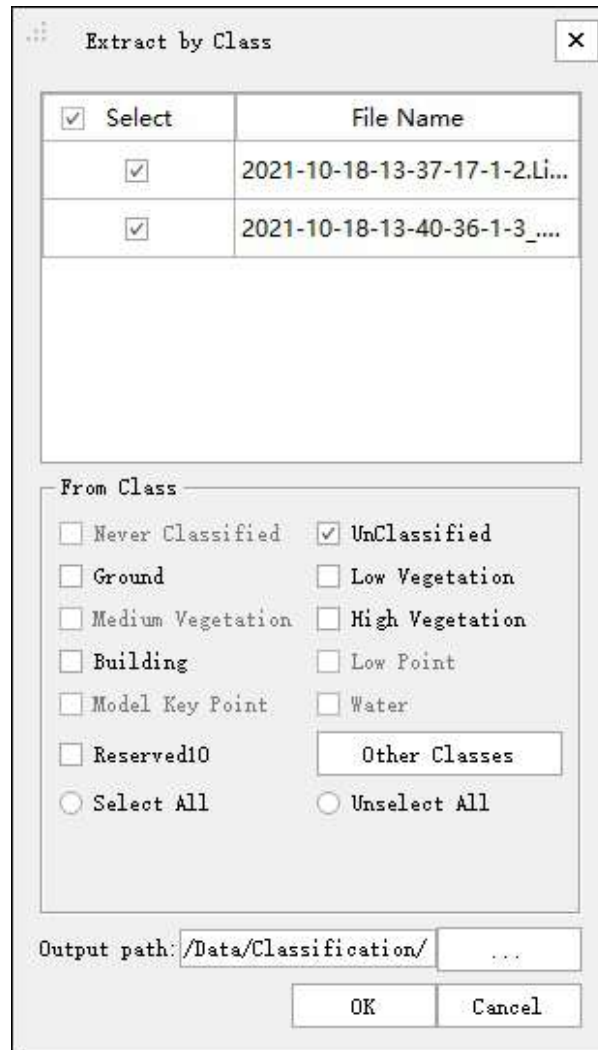 Extract by Class
Select File Name
2021-10-18-13-37-17-1-2.Li...
2021-10-18-13-40-36-1-3_....
From Class
Never Classified UnClassified
Ground Low Vegetation
Medium Vegetation High Vegetation
Building Low Point
Model Key Point Water
Reserved10 Other Classes
Select All Unselect All
Output path: /Data/Classification/ ...
OK Cancel